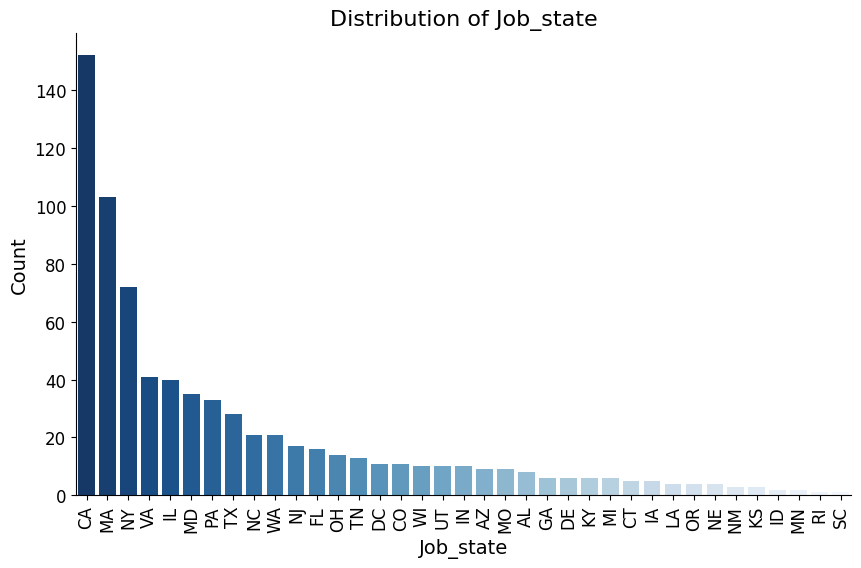 Distribution of Job_state
Count
140
120
100
80
60
40
20
0
CA MA NY VA IL MD PA TX NC WA NJ FL OH TN DC CO WI UT IN AZ MO AL GA DE KY MI CT IA LA OR NE NM KS ID MN RI SC
Job_state